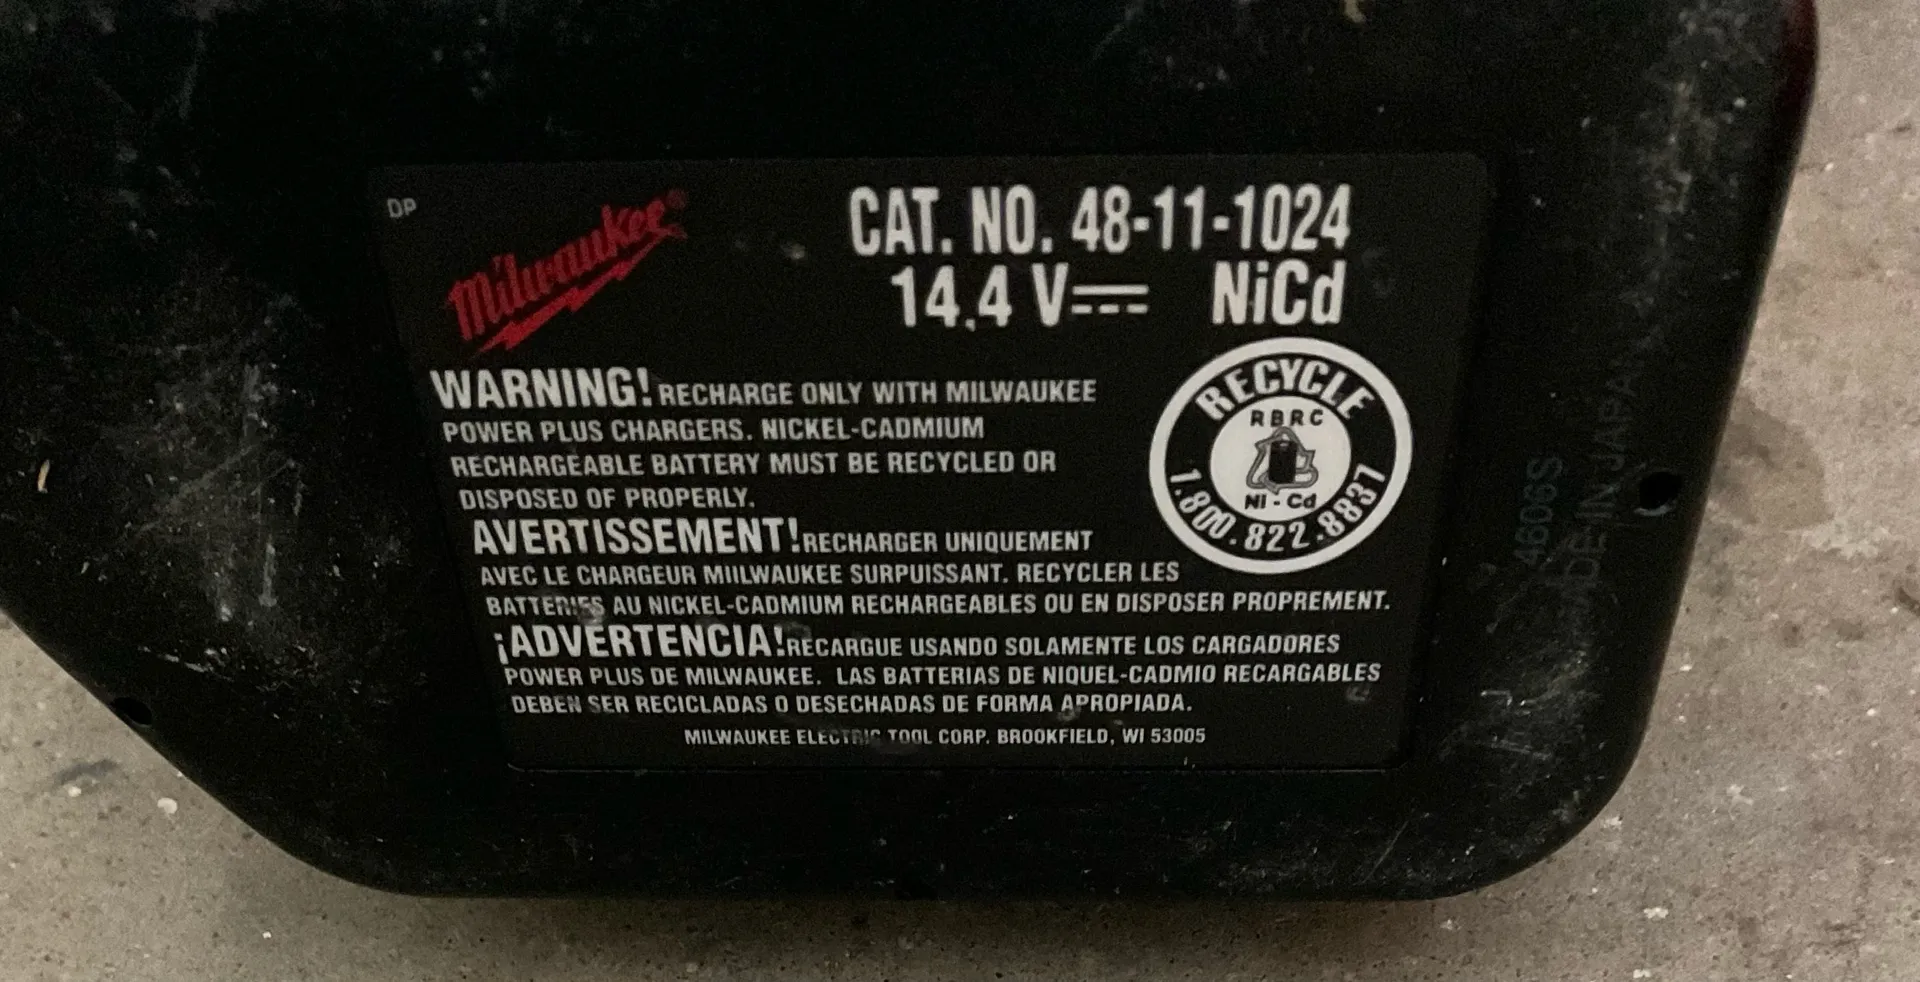 DP
Milwaukee®
CAT. NO. 48-11-1024
14.4 V NiCd
WARNING! RECHARGE ONLY WITH MILWAUKEE
POWER PLUS CHARGERS. NICKEL-CADMIUM
RECHARGEABLE BATTERY MUST BE RECYCLED OR
DISPOSED OF PROPERLY.
RECYCLE
RBRC
Ni - Cd
1.800.822.8837
AVERTISSEMENT! RECHARGER UNIQUEMENT
AVEC LE CHARGEUR MIILWAUKEE SURPUISSANT. RECYCLER LES
BATTERIES AU NICKEL-CADMIUM RECHARGEABLES OU EN DISPOSER PROPREMENT.
¡ADVERTENCIA! RECARGUE USANDO SOLAMENTE LOS CARGADORES
POWER PLUS DE MILWAUKEE. LAS BATTERIAS DE NIQUEL-CADMIO RECARGABLES
DEBEN SER RECICLADAS O DESECHADAS DE FORMA APROPIADA.
MILWAUKEE ELECTRIC TOOL CORP. BROOKFIELD, WI 53005
4606S
MADE IN JAPAN